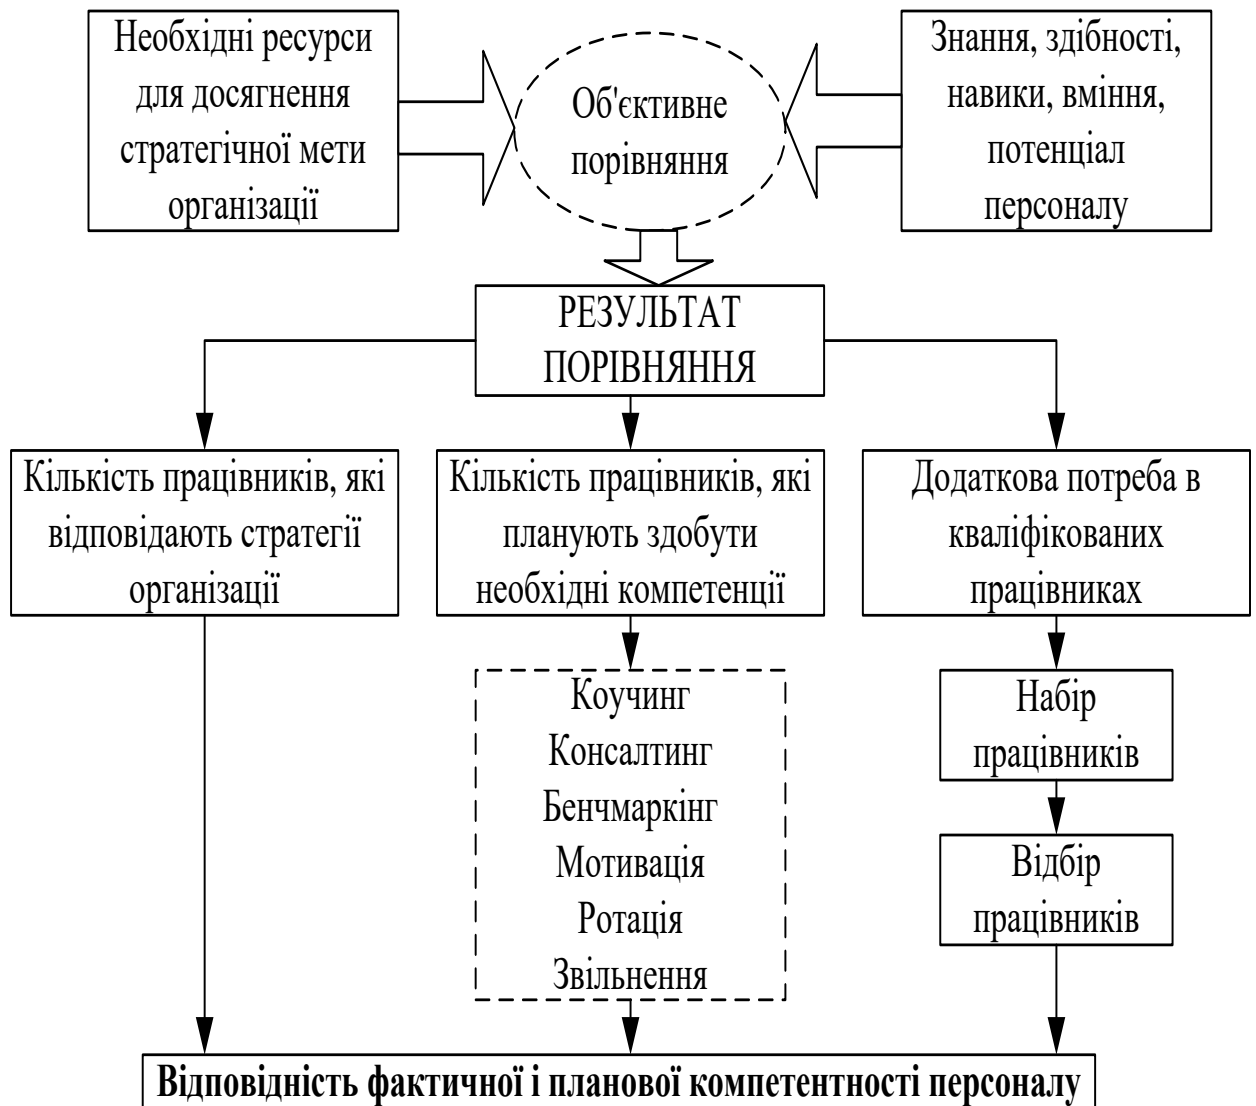 Необхідні ресурси
для досягнення
стратегічної мети
організації
Об'єктивне
порівняння
Знання, здібності,
навики, вміння,
потенціал
персоналу
РЕЗУЛЬТАТ
ПОРІВНЯННЯ
Кількість працівників, які
відповідають стратегії
організації
Кількість працівників, які
планують здобути
необхідні компетенції
Додаткова потреба в
кваліфікованих
працівниках
Коучинг
Консалтинг
Бенчмаркінг
Мотивація
Ротація
Звільнення
Набір
працівників
Відбір
працівників
Відповідність фактичної і планової компетентності персоналу